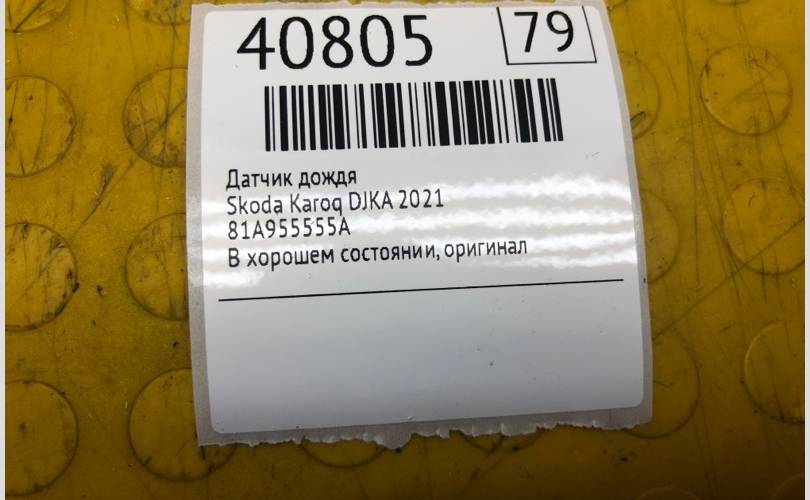 40805 79
Датчик дождя
Skoda Karoq DJKA 2021
81A955555A
В хорошем состоянии, оригинал